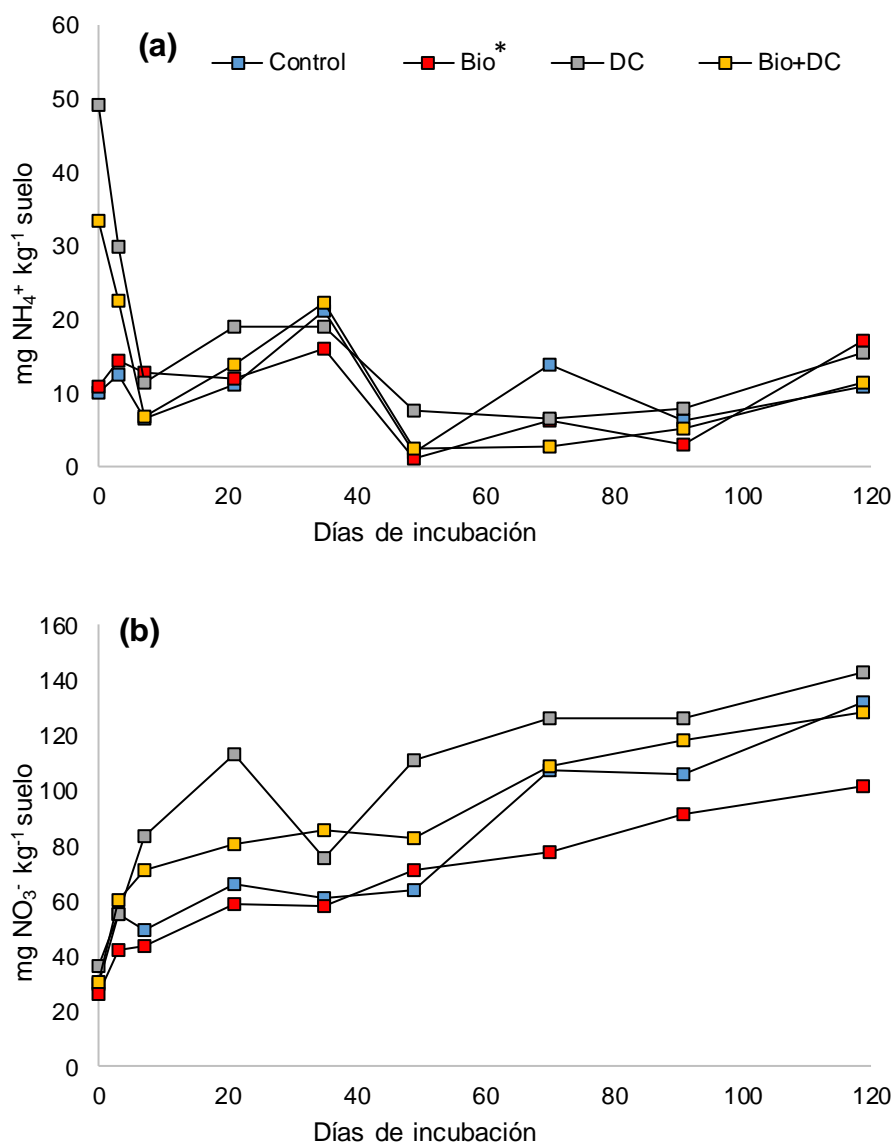 (a)
Control Bio* DC Bio+DC
60
50
40
30
20
10
0
mg NH₄⁺ kg⁻¹ suelo
0 20 40 60 80 100 120
Días de incubación
(b)
160
140
120
100
80
60
40
20
0
mg NO₃⁻ kg⁻¹ suelo
0 20 40 60 80 100 120
Días de incubación